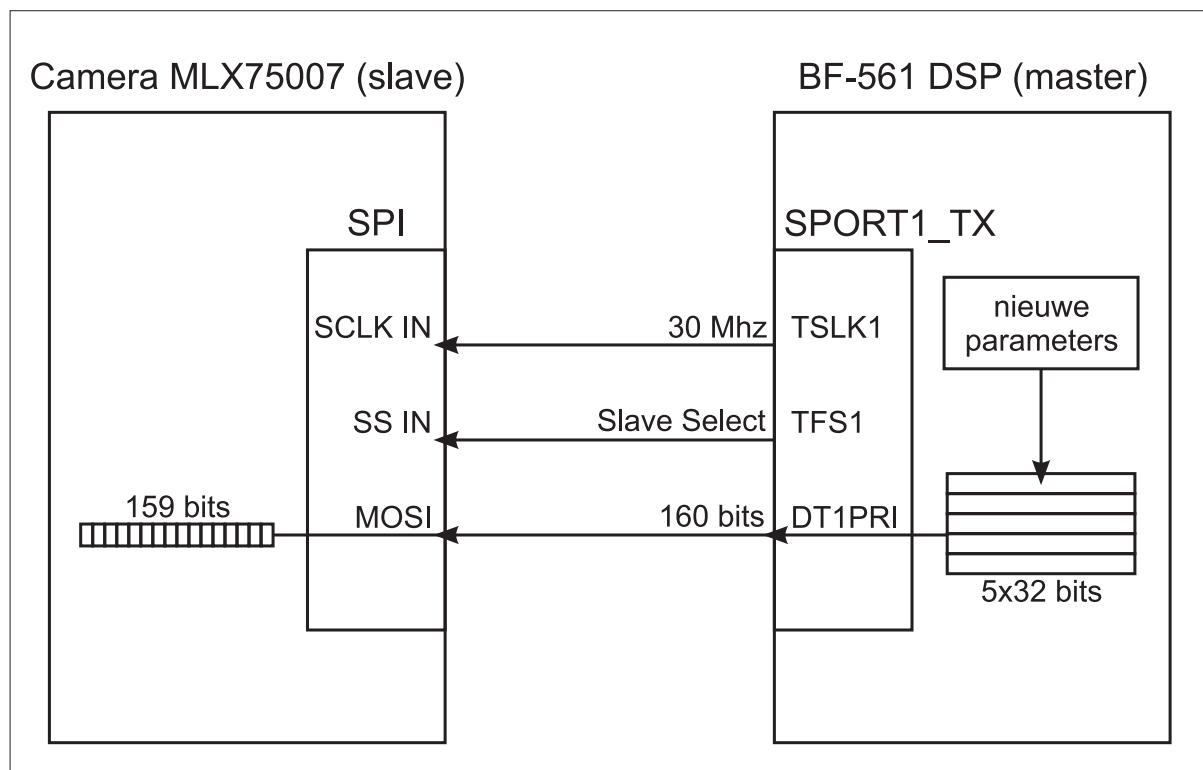 Camera MLX75007 (slave)
BF-561 DSP (master)
SPI
SPORT1_TX
nieuwe
parameters
SCLK IN
30 Mhz
TSLK1
SS IN
Slave Select
TFS1
159 bits
MOSI
160 bits
DT1PRI
5x32 bits